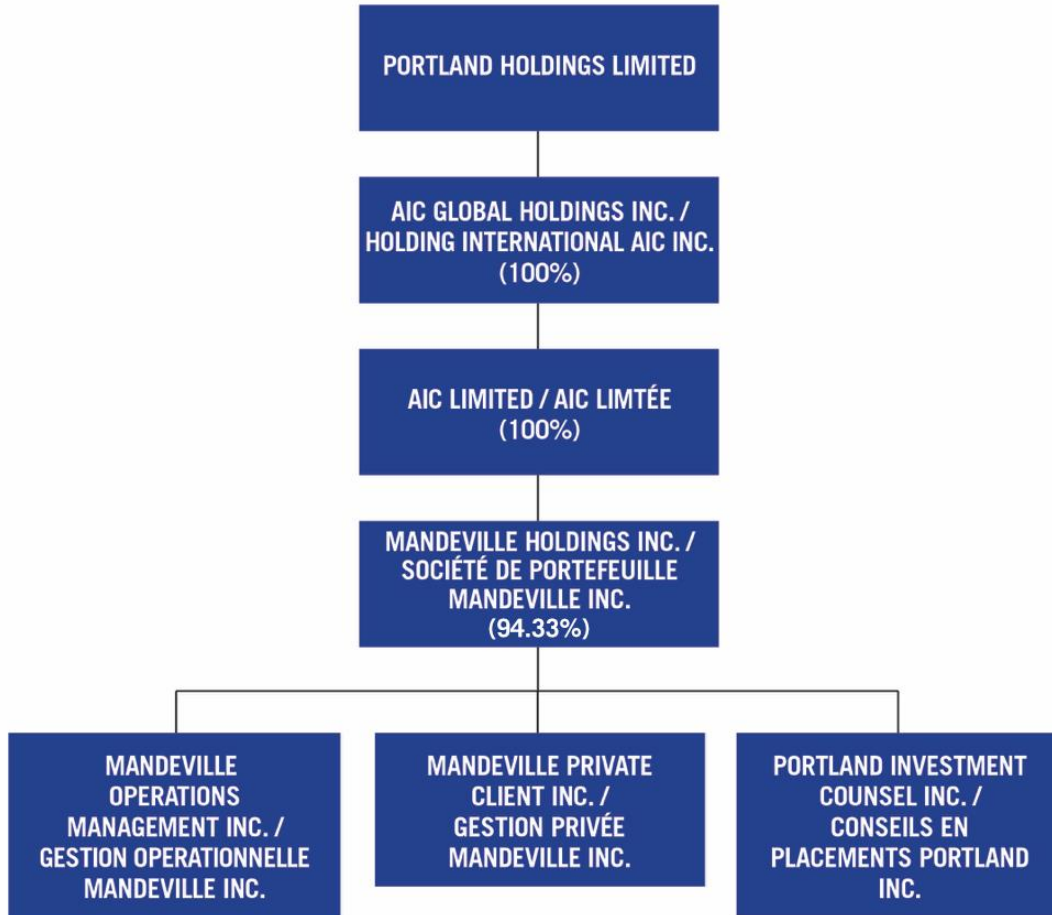 PORTLAND HOLDINGS LIMITED
AIC GLOBAL HOLDINGS INC. /
HOLDING INTERNATIONAL AIC INC.
(100%)
AIC LIMITED / AIC LIMTÉE
(100%)
MANDEVILLE HOLDINGS INC. /
SOCIÉTÉ DE PORTEFEUILLE
MANDEVILLE INC.
(94.33%)
MANDEVILLE
OPERATIONS
MANAGEMENT INC. /
GESTION OPERATIONNELLE
MANDEVILLE INC.
MANDEVILLE PRIVATE
CLIENT INC. /
GESTION PRIVÉE
MANDEVILLE INC.
PORTLAND INVESTMENT
COUNSEL INC. /
CONSEILS EN
PLACEMENTS PORTLAND
INC.